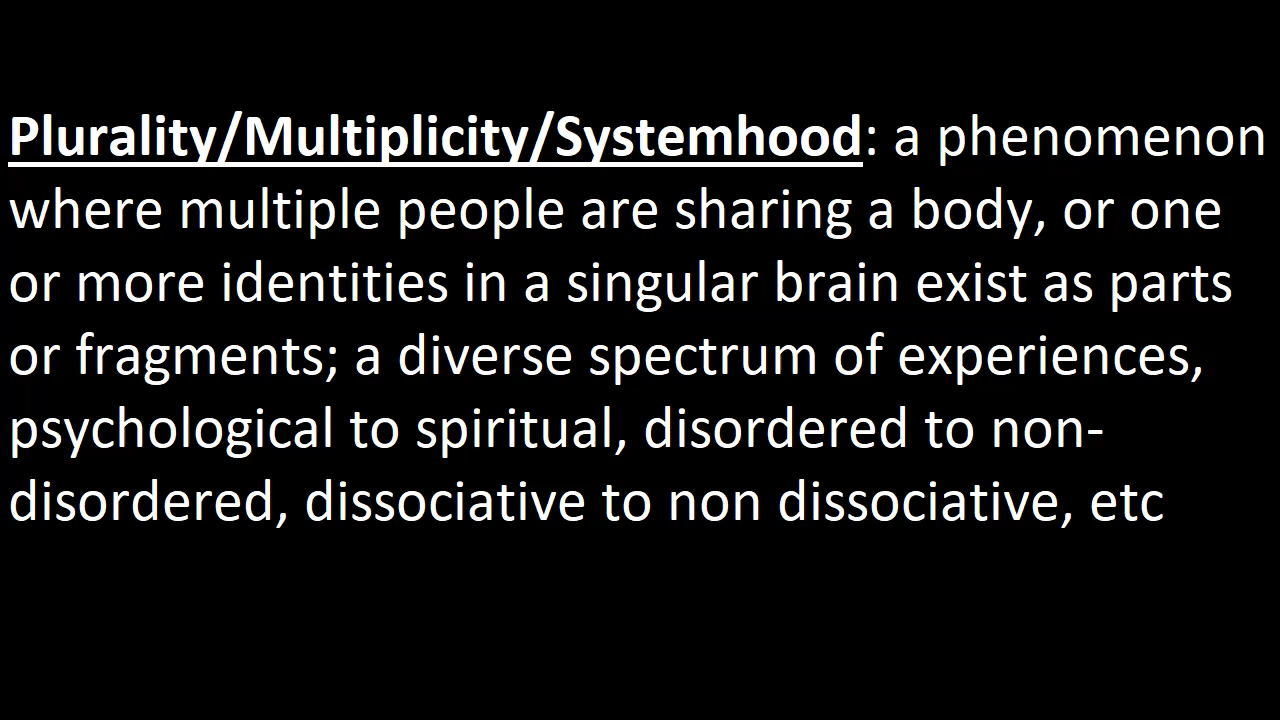 Plurality/Multiplicity/Systemhood: a phenomenon
where multiple people are sharing a body, or one
or more identities in a singular brain exist as parts
or fragments; a diverse spectrum of experiences,
psychological to spiritual, disordered to non-
disordered, dissociative to non dissociative, etc